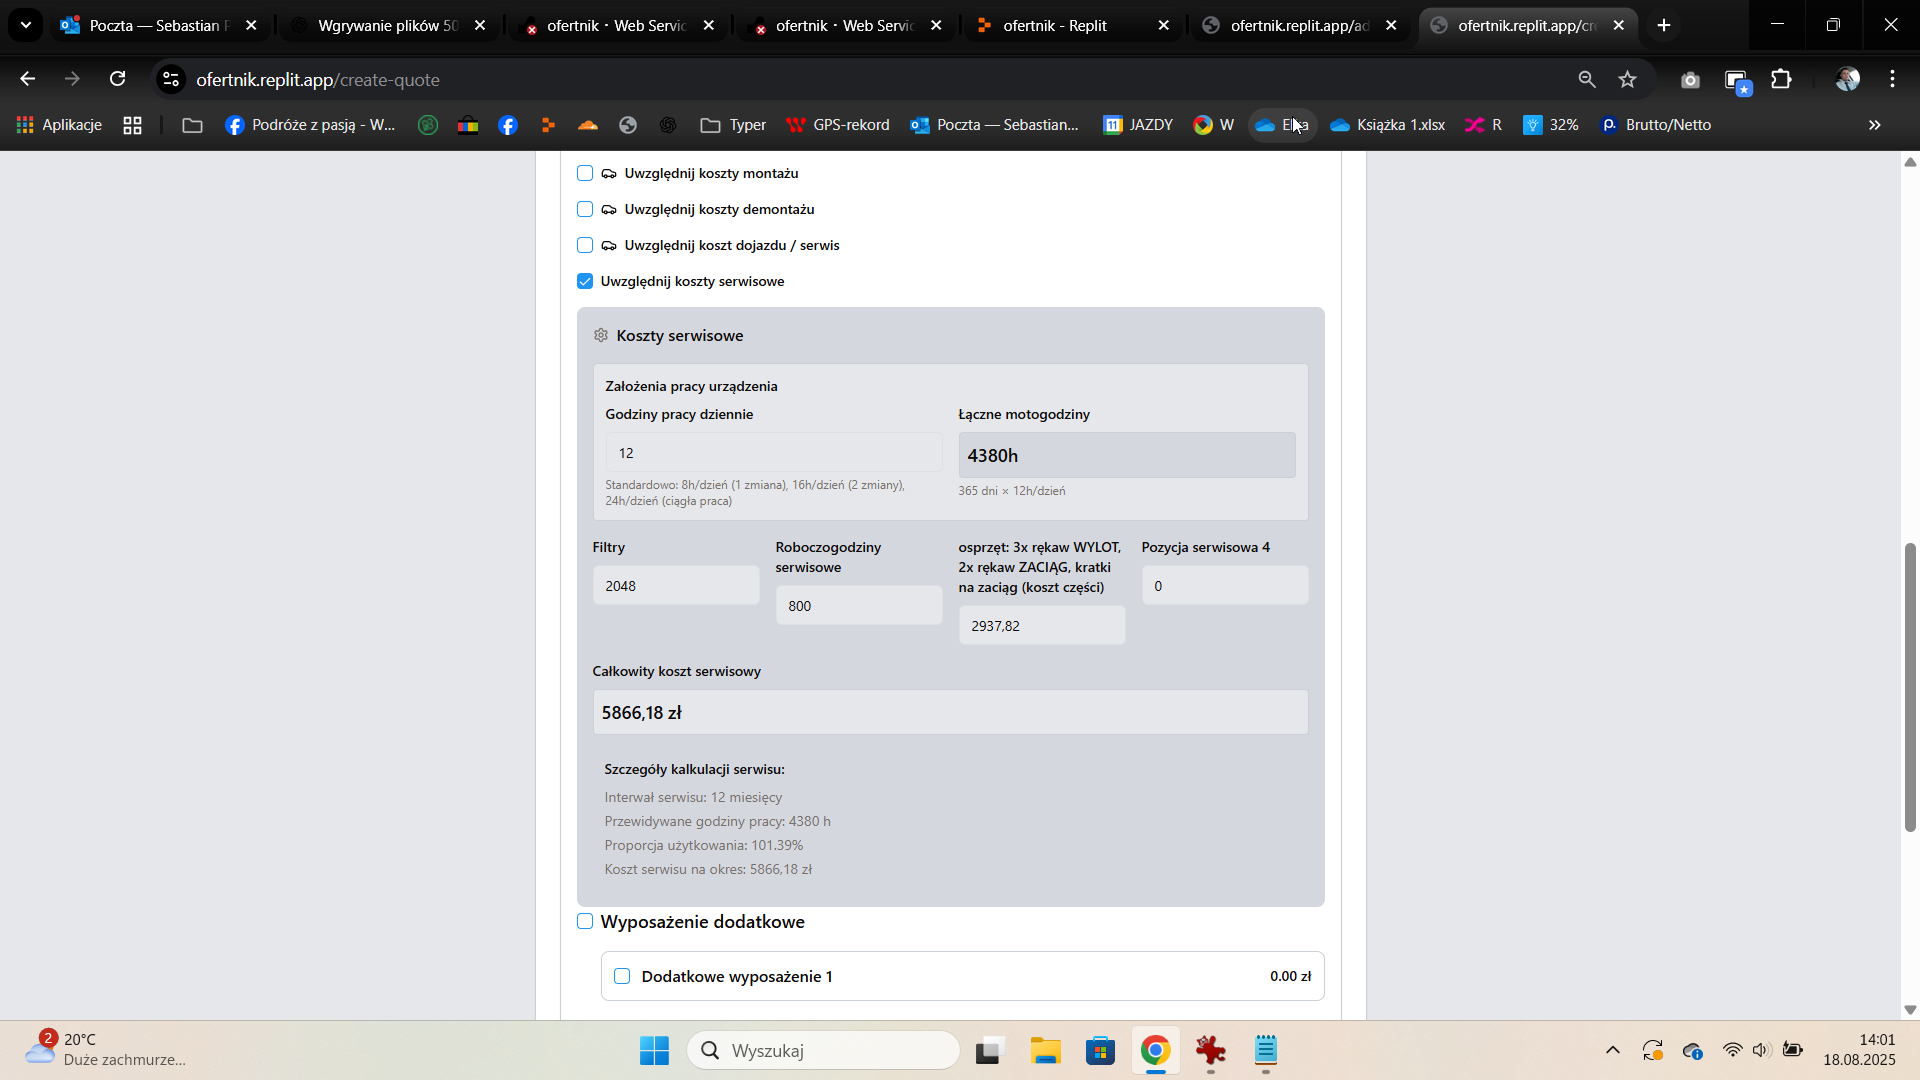 Poczta — Sebastian
Wgrywanie plików 50
ofertnik · Web Servic
ofertnik · Web Servic
ofertnik - Replit
ofertnik.replit.app/ad
ofertnik.replit.app/cr
ofertnik.replit.app/create-quote
Aplikacje
Podróże z pasją - W...
Typer
GPS-rekord
Poczta — Sebastian...
11
JAZDY
W
Książka 1.xlsx
R
32%
Brutto/Netto
Uwzględnij koszty montażu
Uwzględnij koszty demontażu
Uwzględnij koszt dojazdu / serwis
Uwzględnij koszty serwisowe
Koszty serwisowe
Założenia pracy urządzenia
Godziny pracy dziennie
Łączne motogodziny
12
4380h
Standardowo: 8h/dzień (1 zmiana), 16h/dzień (2 zmiany),
24h/dzień (ciągła praca)
365 dni × 12h/dzień
Filtry
2048
Roboczogodziny
serwisowe
800
osprzęt: 3x rękaw WYLOT,
2x rękaw ZACIĄG, kratki
na zaciąg (koszt części)
2937,82
Pozycja serwisowa 4
0
Całkowity koszt serwisowy
5866,18 zł
Szczegóły kalkulacji serwisu:
Interwał serwisu: 12 miesięcy
Przewidywane godziny pracy: 4380 h
Proporcja użytkowania: 101.39%
Koszt serwisu na okres: 5866,18 zł
Wyposażenie dodatkowe
Dodatkowe wyposażenie 1
0.00 zł
2
20°C
Duże zachmurze...
Wyszukaj
14:01
18.08.2025